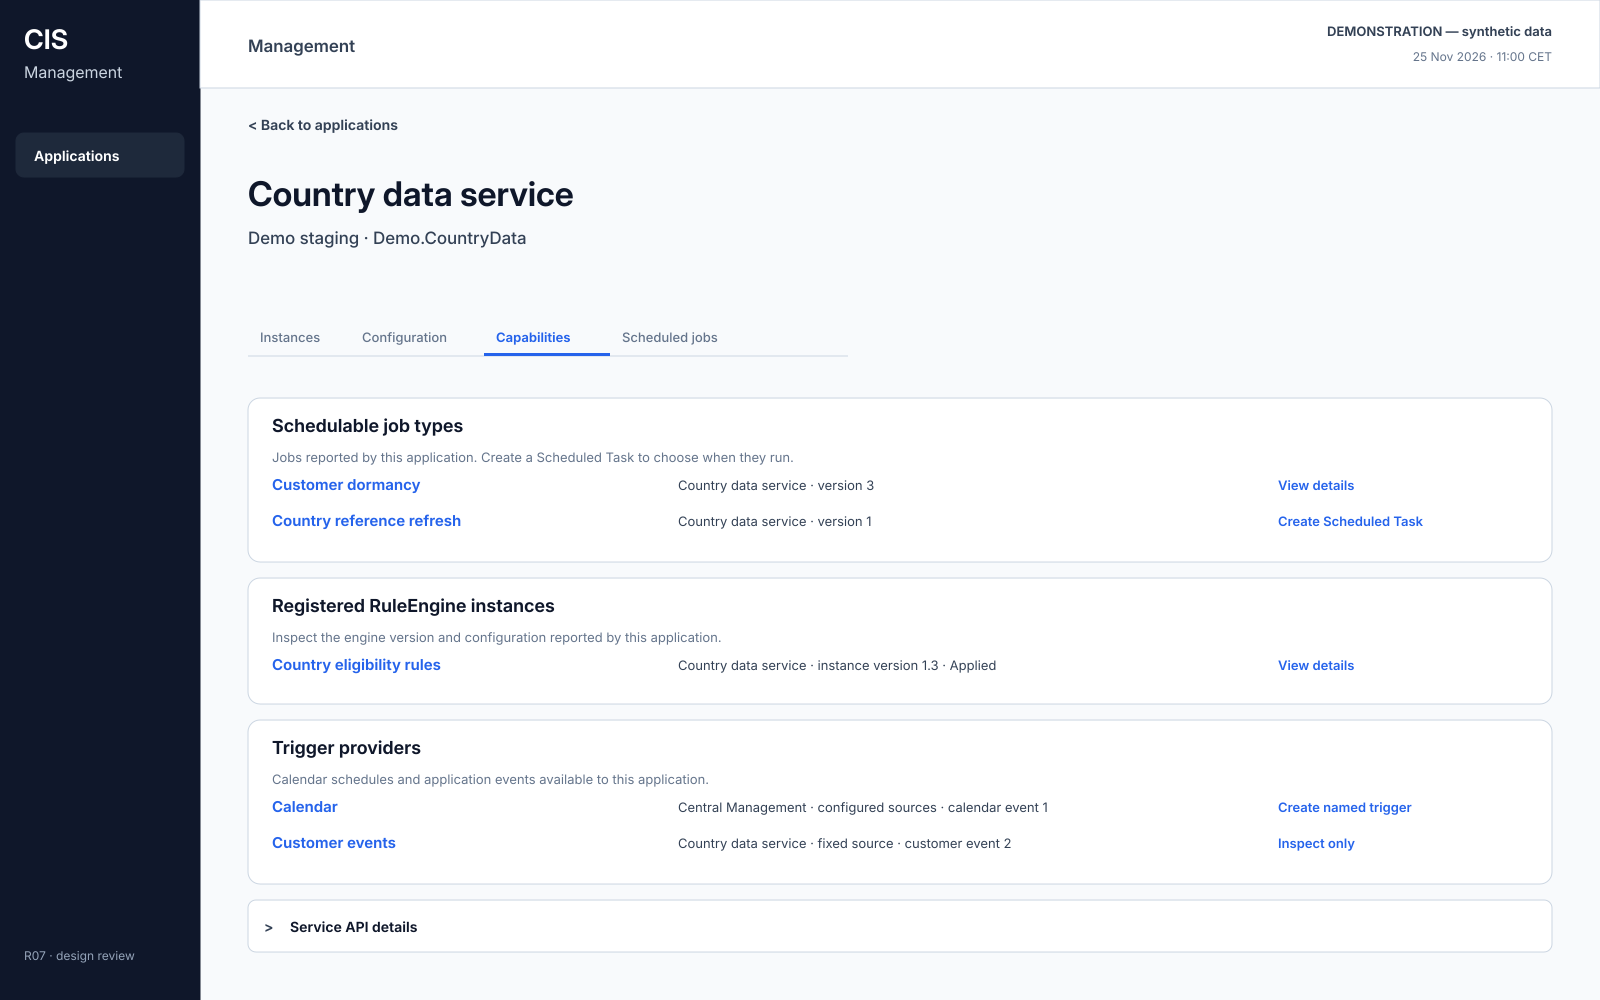 CIS
Management
Applications
R07 · design review
Management
DEMONSTRATION — synthetic data
25 Nov 2026 · 11:00 CET
< Back to applications
Country data service
Demo staging · Demo.CountryData
Instances Configuration Capabilities Scheduled jobs
Schedulable job types
Jobs reported by this application. Create a Scheduled Task to choose when they run.
Customer dormancy Country data service · version 3 View details
Country reference refresh Country data service · version 1 Create Scheduled Task
Registered RuleEngine instances
Inspect the engine version and configuration reported by this application.
Country eligibility rules Country data service · instance version 1.3 · Applied View details
Trigger providers
Calendar schedules and application events available to this application.
Calendar Central Management · configured sources · calendar event 1 Create named trigger
Customer events Country data service · fixed source · customer event 2 Inspect only
> Service API details